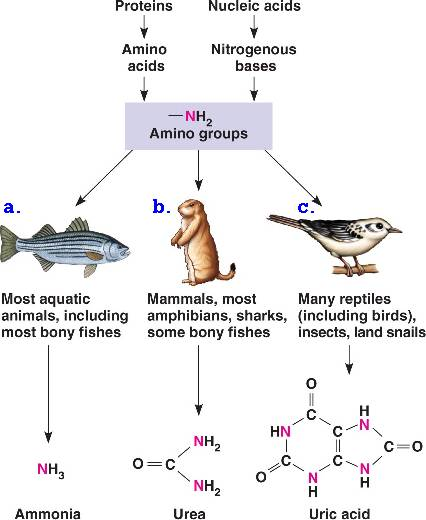 Proteins
Nucleic acids
Amino
acids
Nitrogenous
bases
—NH2
Amino groups
a.
b.
c.
Most aquatic
animals, including
most bony fishes
Mammals, most
amphibians, sharks,
some bony fishes
Many reptiles
(including birds),
insects, land snails
NH3
O
C
NH2
NH2
O
C
HN
C
O
N
H
C
C
H
N
N
H
C
O
Ammonia
Urea
Uric acid